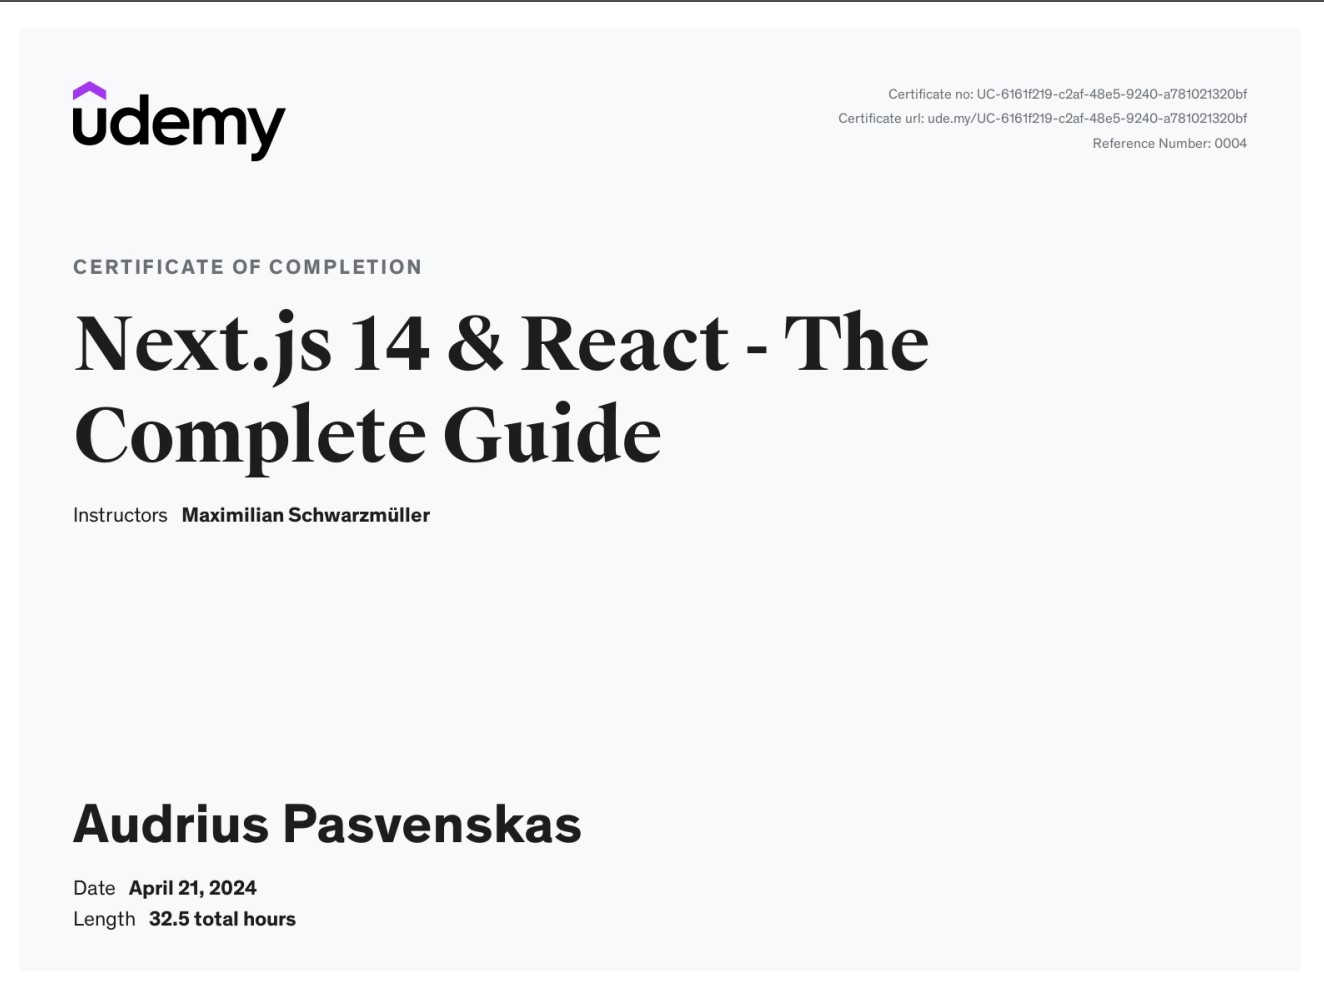 udemy
Certificate no: UC-6161f219-c2af-48e5-9240-a781021320bf
Certificate url: ude.my/UC-6161f219-c2af-48e5-9240-a781021320bf
Reference Number: 0004
CERTIFICATE OF COMPLETION
Next.js 14 & React - The
Complete Guide
Instructors Maximilian Schwarzmüller
Audrius Pasvenskas
Date April 21, 2024
Length 32.5 total hours